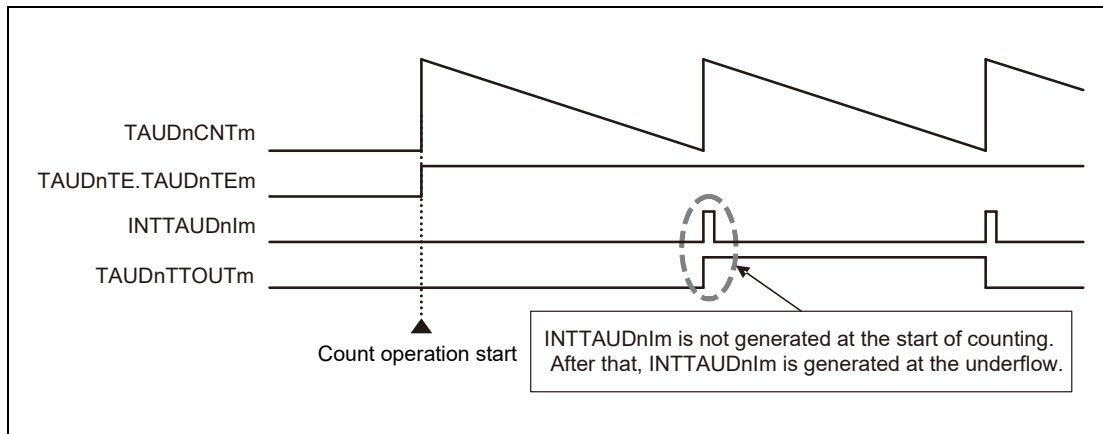 TAUDnCNTm
TAUDnTE.TAUDnTEm
INTTAUDnIm
TAUDnTTOUTm
Count operation start
INTTAUDnIm is not generated at the start of counting.
After that, INTTAUDnIm is generated at the underflow.